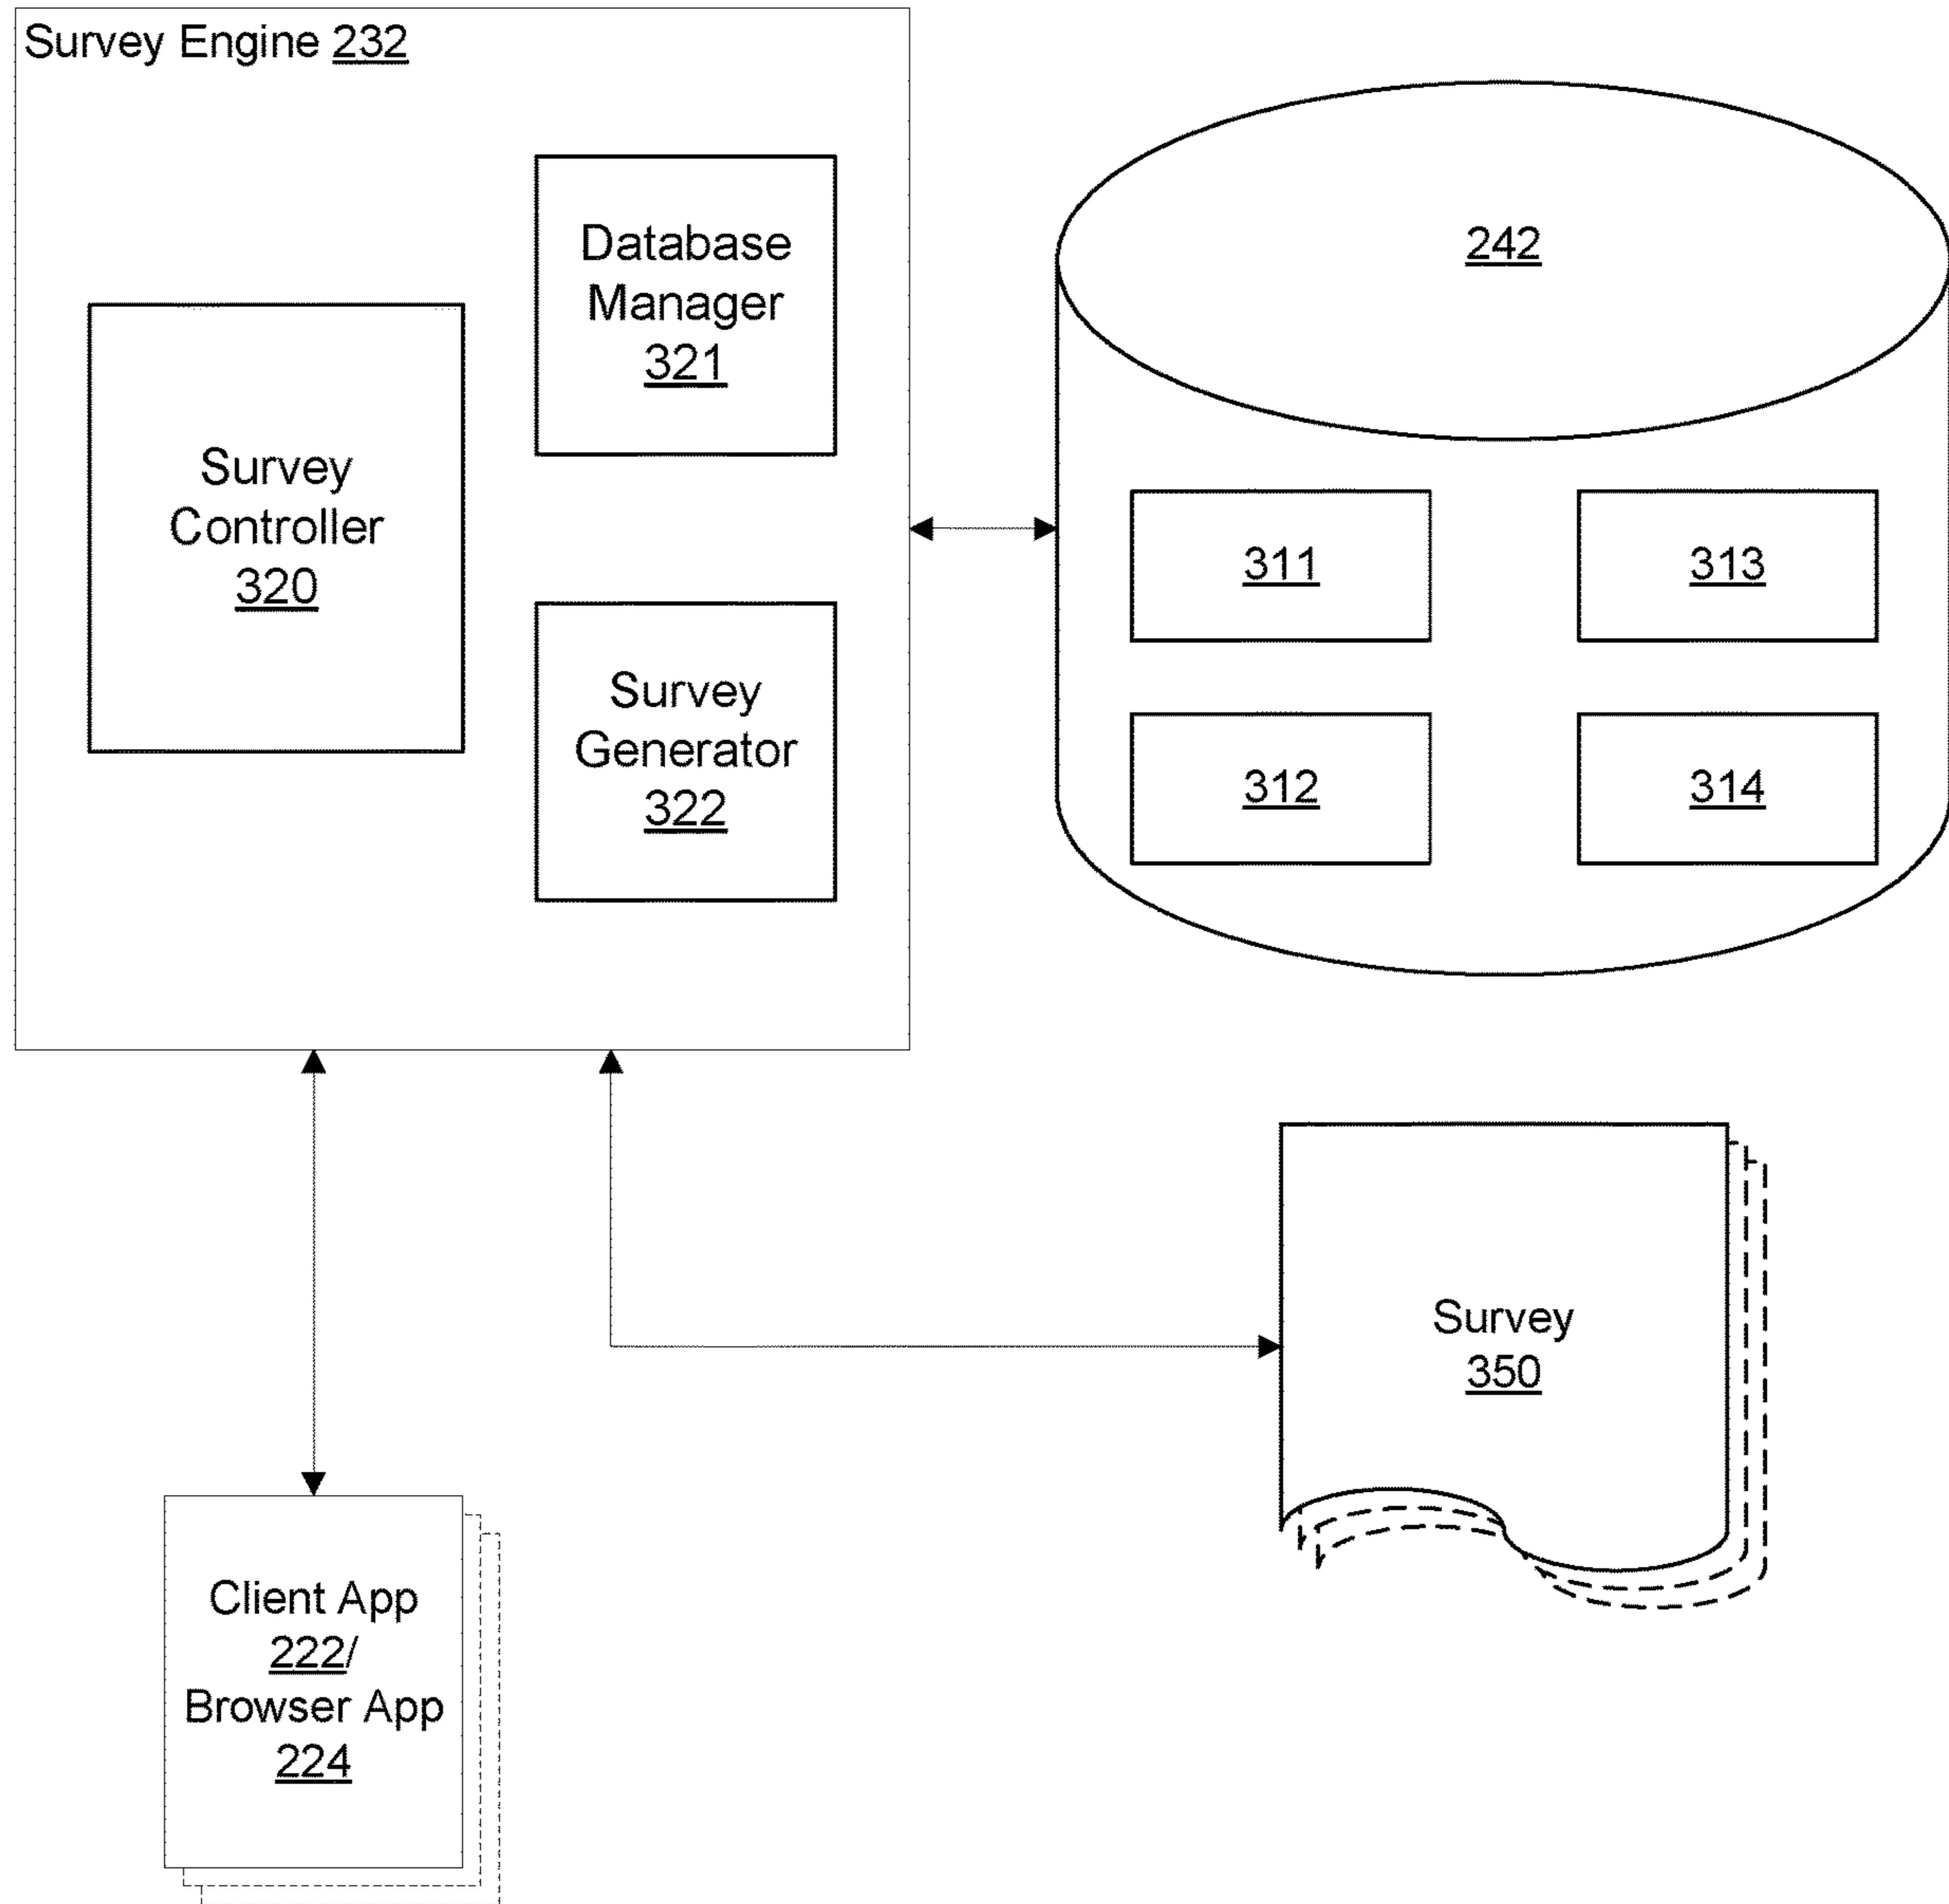 Survey Engine 232
Database
Manager
321
Survey
Controller
320
Survey
Generator
322
242
311
313
312
314
Survey
350
Client App
222/
Browser App
224